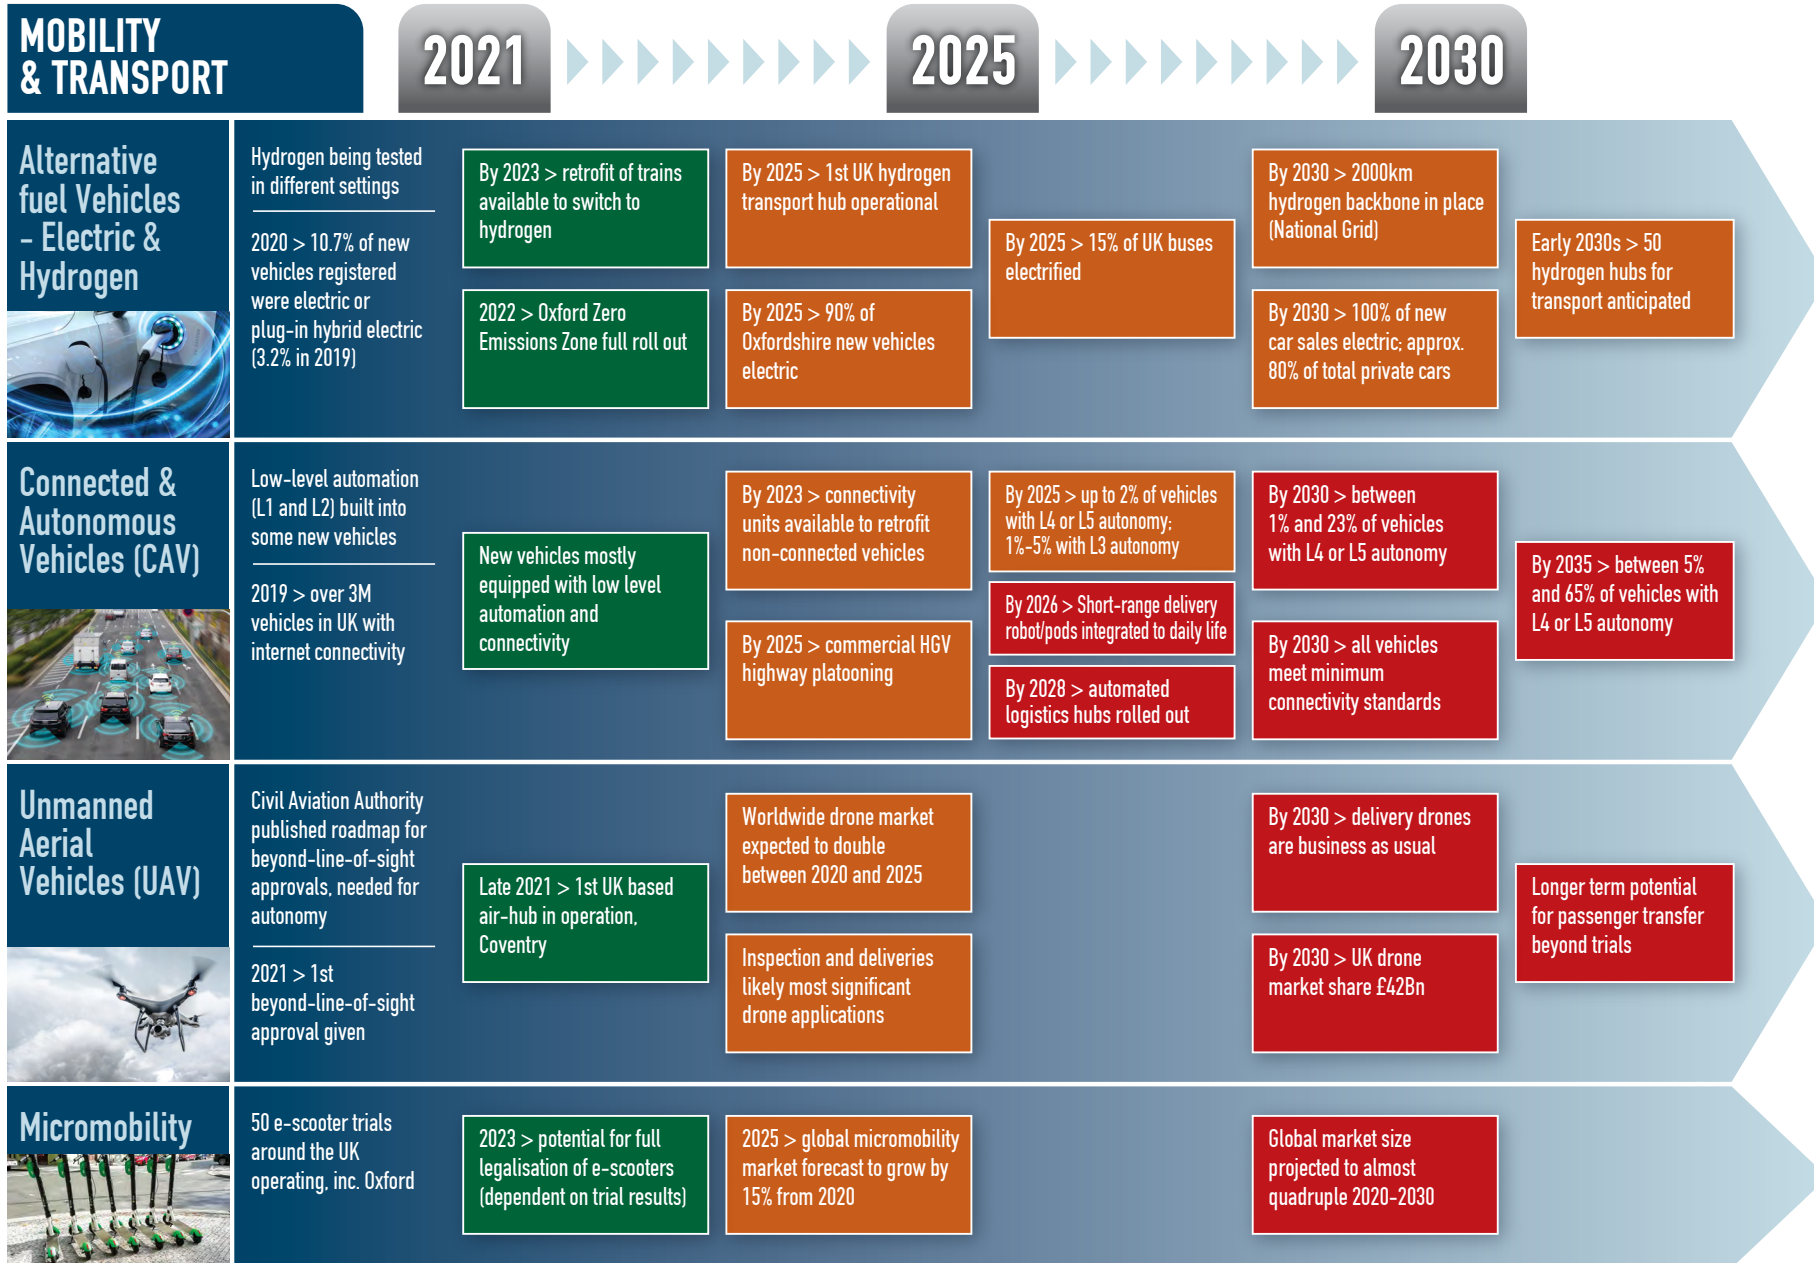 MOBILITY
& TRANSPORT
2021
2025
2030
Alternative
fuel Vehicles
- Electric &
Hydrogen
Hydrogen being tested
in different settings
2020 > 10.7% of new
vehicles registered
were electric or
plug-in hybrid electric
(3.2% in 2019)
By 2023 > retrofit of trains
available to switch to
hydrogen
2022 > Oxford Zero
Emissions Zone full roll out
By 2025 > 1st UK hydrogen
transport hub operational
By 2025 > 90% of
Oxfordshire new vehicles
electric
By 2025 > 15% of UK buses
electrified
By 2030 > 2000km
hydrogen backbone in place
(National Grid)
By 2030 > 100% of new
car sales electric; approx.
80% of total private cars
Early 2030s > 50
hydrogen hubs for
transport anticipated
Connected &
Autonomous
Vehicles (CAV)
Low-level automation
(L1 and L2) built into
some new vehicles
2019 > over 3M
vehicles in UK with
internet connectivity
New vehicles mostly
equipped with low level
automation and
connectivity
By 2023 > connectivity
units available to retrofit
non-connected vehicles
By 2025 > commercial HGV
highway platooning
By 2025 > up to 2% of vehicles
with L4 or L5 autonomy;
1%-5% with L3 autonomy
By 2026 > Short-range delivery
robot/pods integrated to daily life
By 2028 > automated
logistics hubs rolled out
By 2030 > between
1% and 23% of vehicles
with L4 or L5 autonomy
By 2030 > all vehicles
meet minimum
connectivity standards
By 2035 > between 5%
and 65% of vehicles with
L4 or L5 autonomy
Unmanned
Aerial
Vehicles (UAV)
Civil Aviation Authority
published roadmap for
beyond-line-of-sight
approvals, needed for
autonomy
2021 > 1st
beyond-line-of-sight
approval given
Late 2021 > 1st UK based
air-hub in operation,
Coventry
Worldwide drone market
expected to double
between 2020 and 2025
Inspection and deliveries
likely most significant
drone applications
By 2030 > delivery drones
are business as usual
By 2030 > UK drone
market share £42Bn
Longer term potential
for passenger transfer
beyond trials
Micromobility
50 e-scooter trials
around the UK
operating, inc. Oxford
2023 > potential for full
legalisation of e-scooters
(dependent on trial results)
2025 > global micromobility
market forecast to grow by
15% from 2020
Global market size
projected to almost
quadruple 2020-2030